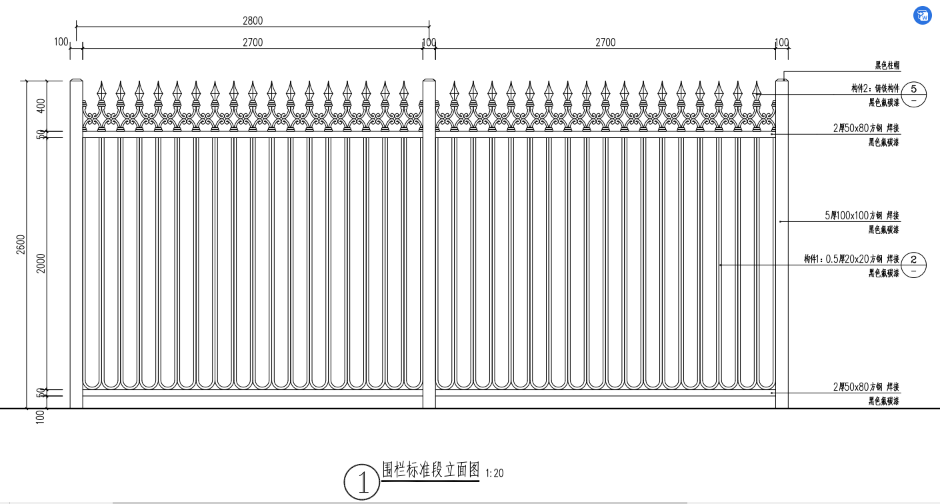 2800
100 2700 100 2700 100
黑色柱帽
构件2：铸铁构件 5
黑色氟碳漆 -
2厚50x80方钢 焊接
黑色氟碳漆
5厚100x100方钢 焊接
黑色氟碳漆
构件1：0.5厚20x20方钢 焊接 2
黑色氟碳漆 -
2厚50x80方钢 焊接
黑色氟碳漆
2600
400
50
2000
50
100
1 围栏标准段立面图 1:20